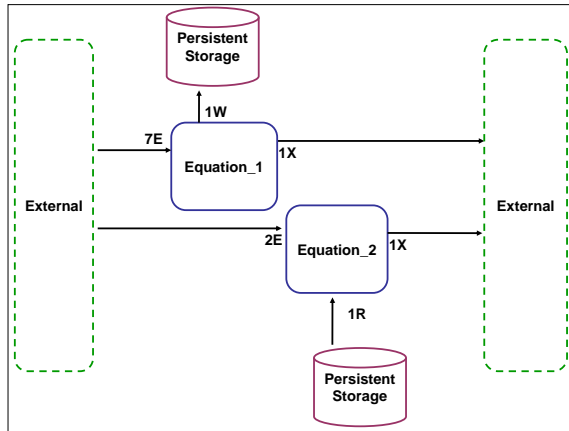 Persistent
Storage
1W
7E
Equation_1
1X
External
External
2E
Equation_2
1X
1R
Persistent
Storage